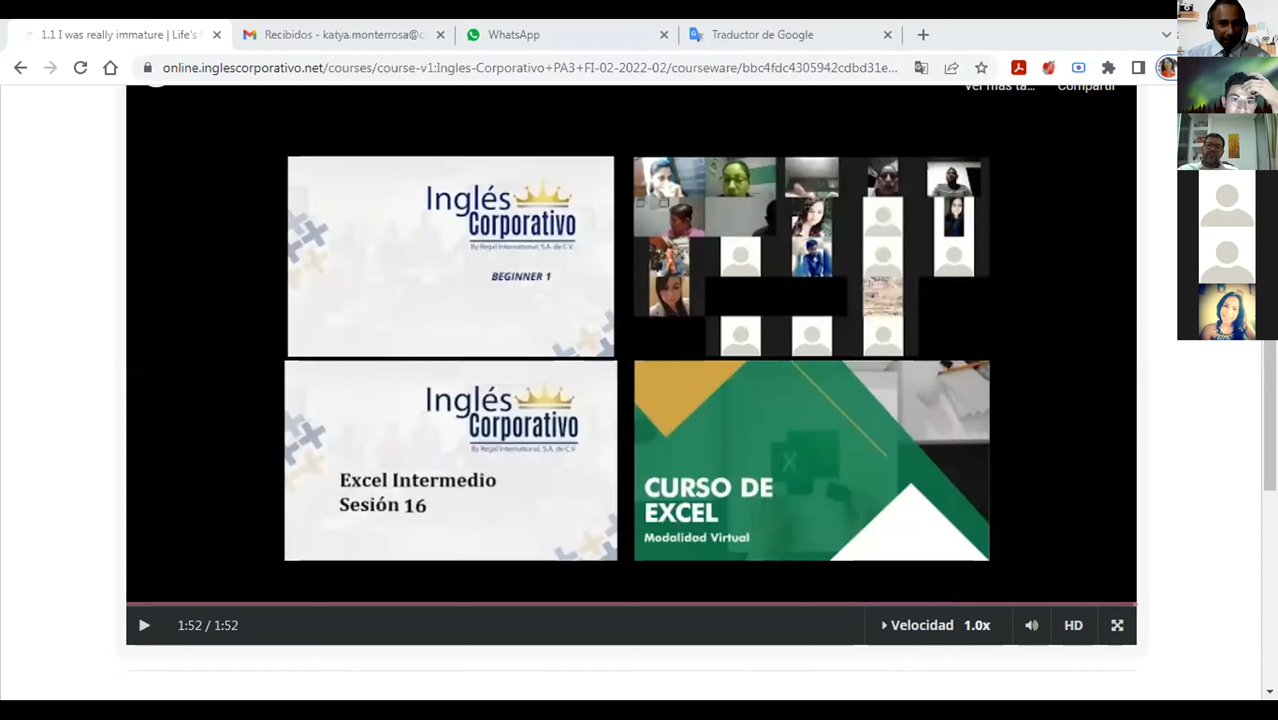 1.1 I was really immature | Life's
Recibidos - katya.monterrosa@c
WhatsApp
Traductor de Google
online.inglescorporativo.net/courses/course-v1:Ingles-Corporativo+PA3+FI-02-2022-02/courseware/bbc4fdc4305942cdbd31e...
Ver más ta...
Compartir
Inglés
Corporativo
By Regal International, S.A. de C.V.
BEGINNER 1
Inglés
Corporativo
By Regal International, S.A. de C.V
Excel Intermedio
Sesión 16
CURSO DE
EXCEL
Modalidad Virtual
1:52 / 1:52
Velocidad 1.0x
HD